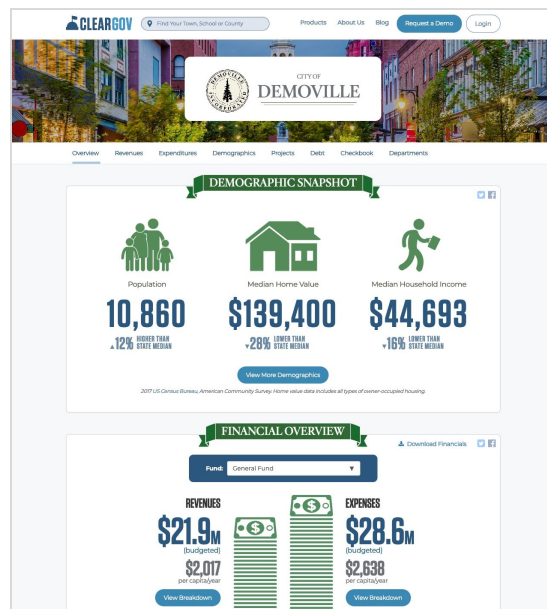 CLEARGOV
Find Your Town, School or County
Products About Us Blog Request a Demo Login
DEMOVILLE
INCORPORATED
CITY OF
DEMOVILLE
Overview Revenues Expenditures Demographics Projects Debt Checkbook Departments
DEMOGRAPHIC SNAPSHOT
Population
10,860
▲12% HIGHER THAN
STATE MEDIAN
Median Home Value
$139,400
▼28% LOWER THAN
STATE MEDIAN
Median Household Income
$44,693
▼16% LOWER THAN
STATE MEDIAN
View More Demographics
2017 US Census Bureau, American Community Survey. Home value data includes all types of owner-occupied housing.
FINANCIAL OVERVIEW
Download Financials
Fund: General Fund
REVENUES
$21.9M
(budgeted)
$2,017
per capita/year
View Breakdown
EXPENSES
$28.6M
(budgeted)
$2,638
per capita/year
View Breakdown